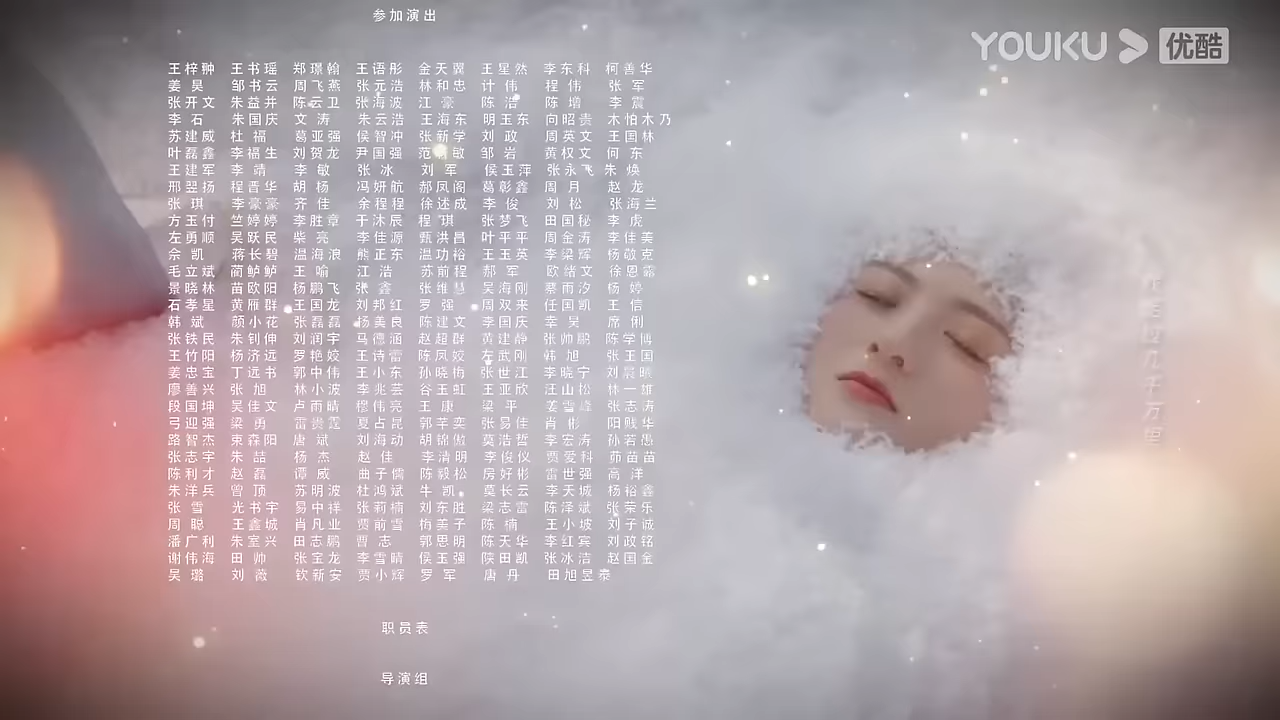 参加演出
YOUKU 优酷
王梓翀 王书瑶 郑璟翰 王语彤 金天翼 王星然 李东科 柯善华
姜昊 邹书云 周飞燕 张元浩 林和忠 计伟 程伟 张军
张开文 朱益并 陈云卫 张海波 江豪 陈浩 陈增 李震
李石 朱国庆 文涛 朱云浩 王海东 明玉东 向昭贵 木怕木乃
苏建威 杜福 葛亚强 侯智冲 张新学 刘政 周英文 王国林
叶磊鑫 李福生 刘贺龙 尹国强 范 敏 邹岩 黄权文 何东
王建军 李靖 李敏 张冰 刘军 侯玉萍 张永飞 朱焕
邢翌扬 程晋华 胡杨 冯妍航 郝凤阁 葛彰鑫 周月 赵龙
张琪 李豪豪 齐佳 余程程 徐述成 李俊 刘松 张海兰
方玉付 竺婷婷 李胜章 于沐辰 程琪 张梦飞 田国秘 李虎
左勇顺 吴跃民 柴亮 李佳源 甄洪昌 叶平平 周金涛 李佳美
佘凯 蒋长碧 温海浪 熊正东 温功裕 王玉英 李梁辉 杨敬克
毛立斌 蔺鲈鲈 王喻 江浩 苏前程 郝军 欧绪文 徐恩霈
景晓林 苗欧阳 杨鹏飞 张鑫 张维慧 吴海刚 綦雨汐 杨婷
石孝星 黄雁群 王国龙 刘邦红 罗强 周双来 任国凯 王信
韩斌 颜小花 张磊磊 杨美良 陈建文 李国庆 幸吴 席俐
张铁民 朱钊伸 刘润宇 马德涵 赵超群 黄建静 张帅鹏 陈学博
王竹阳 杨济远 罗艳姣 王诗蕾 陈凤姣 左武刚 韩旭 张王国
姜忠宝 丁远书 郭中伟 王小东 孙晓梅 张世江 李晓宁 刘
廖善兴 张旭 林小波 李兆芸 谷玉虹 王亚欣 汪山松 林一雄
段国坤 吴佳文 卢雨晴 穆伟亮 王康 梁平 姜雪峰 张志涛
弓迎强 梁勇 雷贵霆 夏占昆 郭芊奕 张易佳 肖彬 阳贱华
路智杰 束森阳 唐斌 刘海动 胡锦傲 莫浩哲 李宏涛 孙若愚
张志宇 朱喆 杨杰 赵佳 李清明 李俊仪 贾爱科 茆苗苗
陈利才 赵磊 谭威 曲子儒 陈毅松 房好彬 雷世强 高洋
朱洋兵 曾顶 苏明波 杜鸿斌 牛凯 莫长云 李天城 杨裕鑫
张雪 光书宇 易中祥 张莉楠 刘东胜 梁志雷 陈泽斌 张荣乐
周聪 王鑫城 肖凡业 贾前雪 梅美子 陈楠 王小坡 刘子诚
潘广利 朱室兴 田志鹏 曹志 郭思明 陈天华 李红宾 刘政铭
谢伟海 田帅 张宝龙 李雪晴 侯玉强 陕田凯 张冰洁 赵国金
吴璐 刘薇 钦新安 贾小辉 罗军 唐丹 田旭昱泰
职员表
导演组